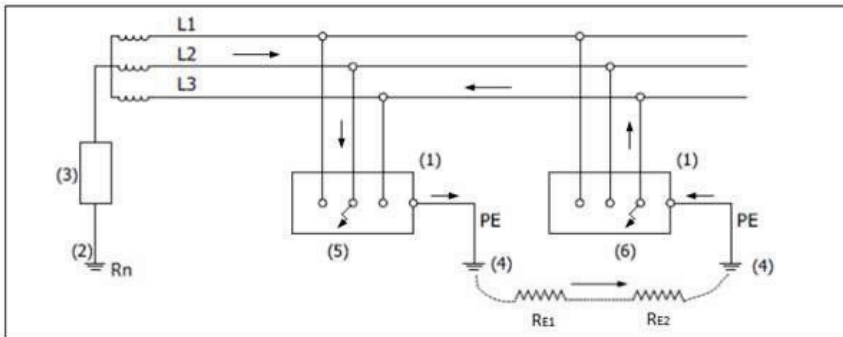 L1
L2
L3
(1)
(1)
(3)
PE
PE
(5)
(6)
(2)
Rn
(4)
(4)
RE1
RE2